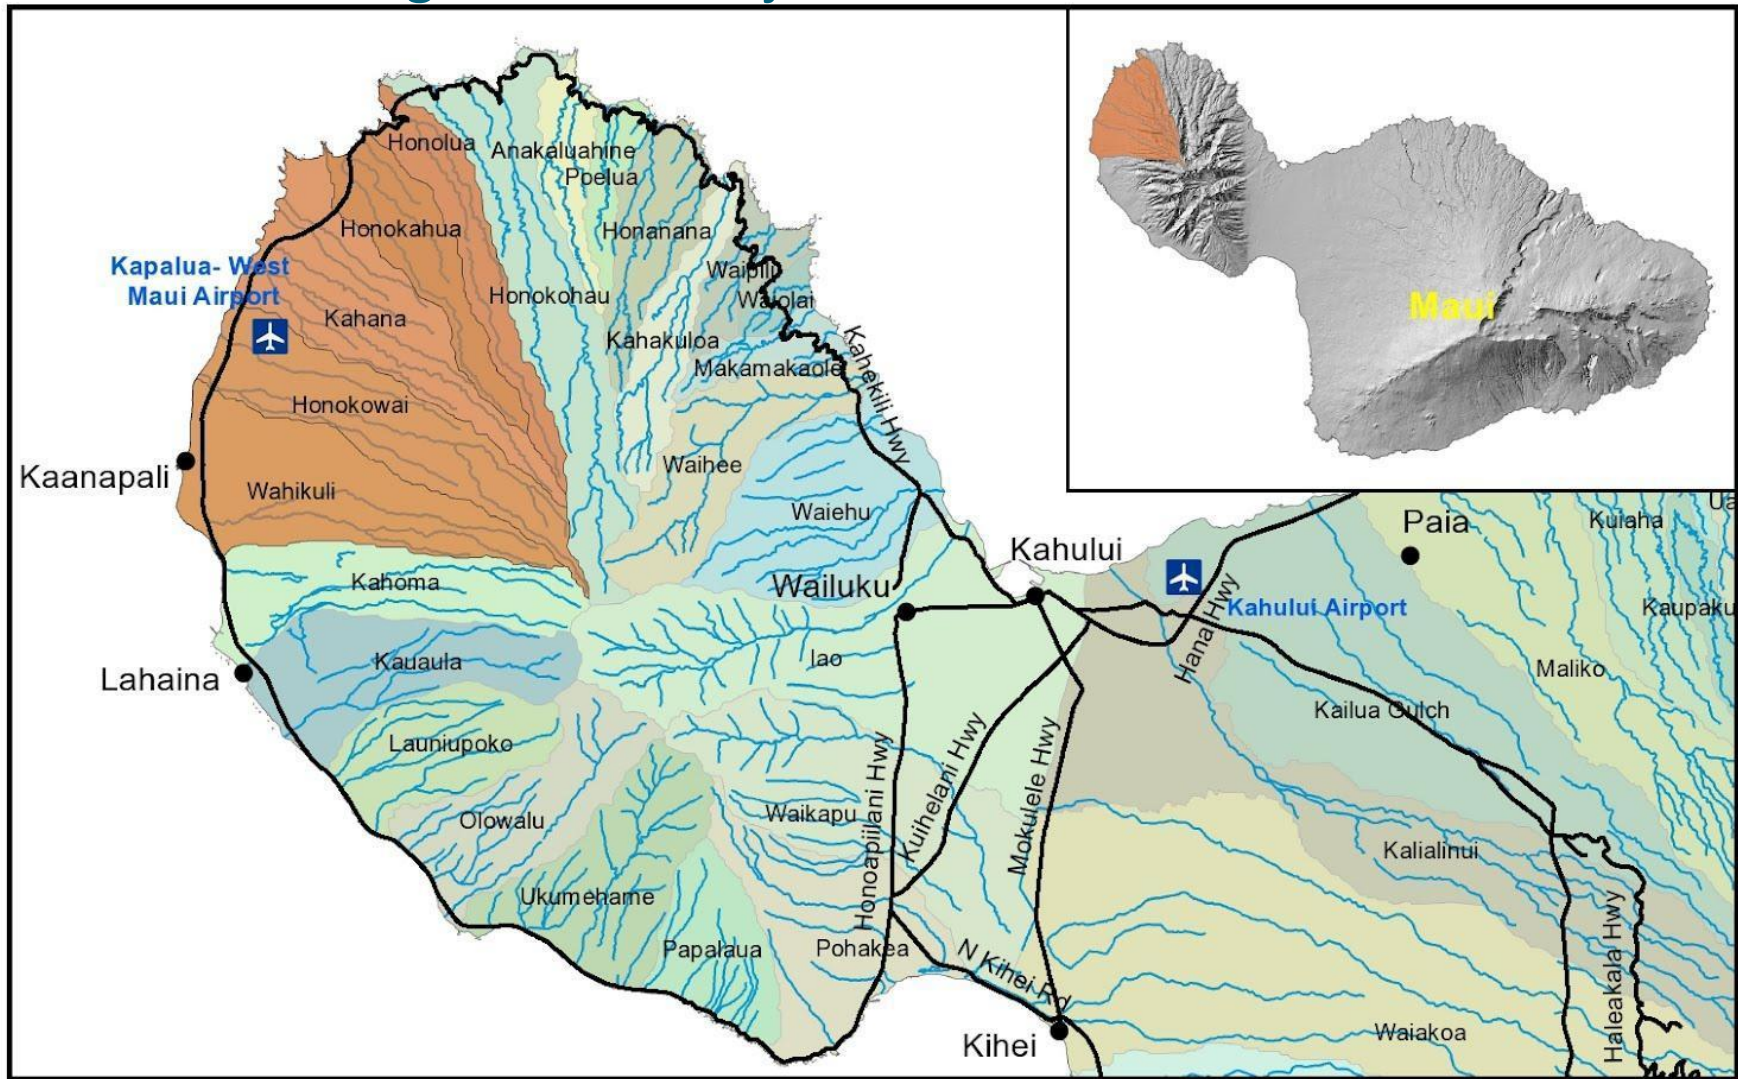 Maui
Honolua
Anakaluahine
Poelua
Honokahua
Honanana
Kapalua- West
Maui Airport
Waipili
Honokohau
Waiolai
Kahana
Kahakuloa
Kahekili Hwy
Makamakaole
Honokowai
Waihee
Kaanapali
Wahikuli
Waiehu
Paia
Kuiaha
Ua
Kahului
Kahoma
Wailuku
Kahului Airport
Kaupaku
Hana Hwy
Kauaula
Iao
Lahaina
Maliko
Kailua Gulch
Launiupoko
Honoapiilani Hwy
Kuihelani Hwy
Mokulele Hwy
Olowalu
Waikapu
Kalialinui
Ukumehame
Papalaua
Pohakea
N Kihei Rd
Haleakala Hwy
Waiakoa
Kihei